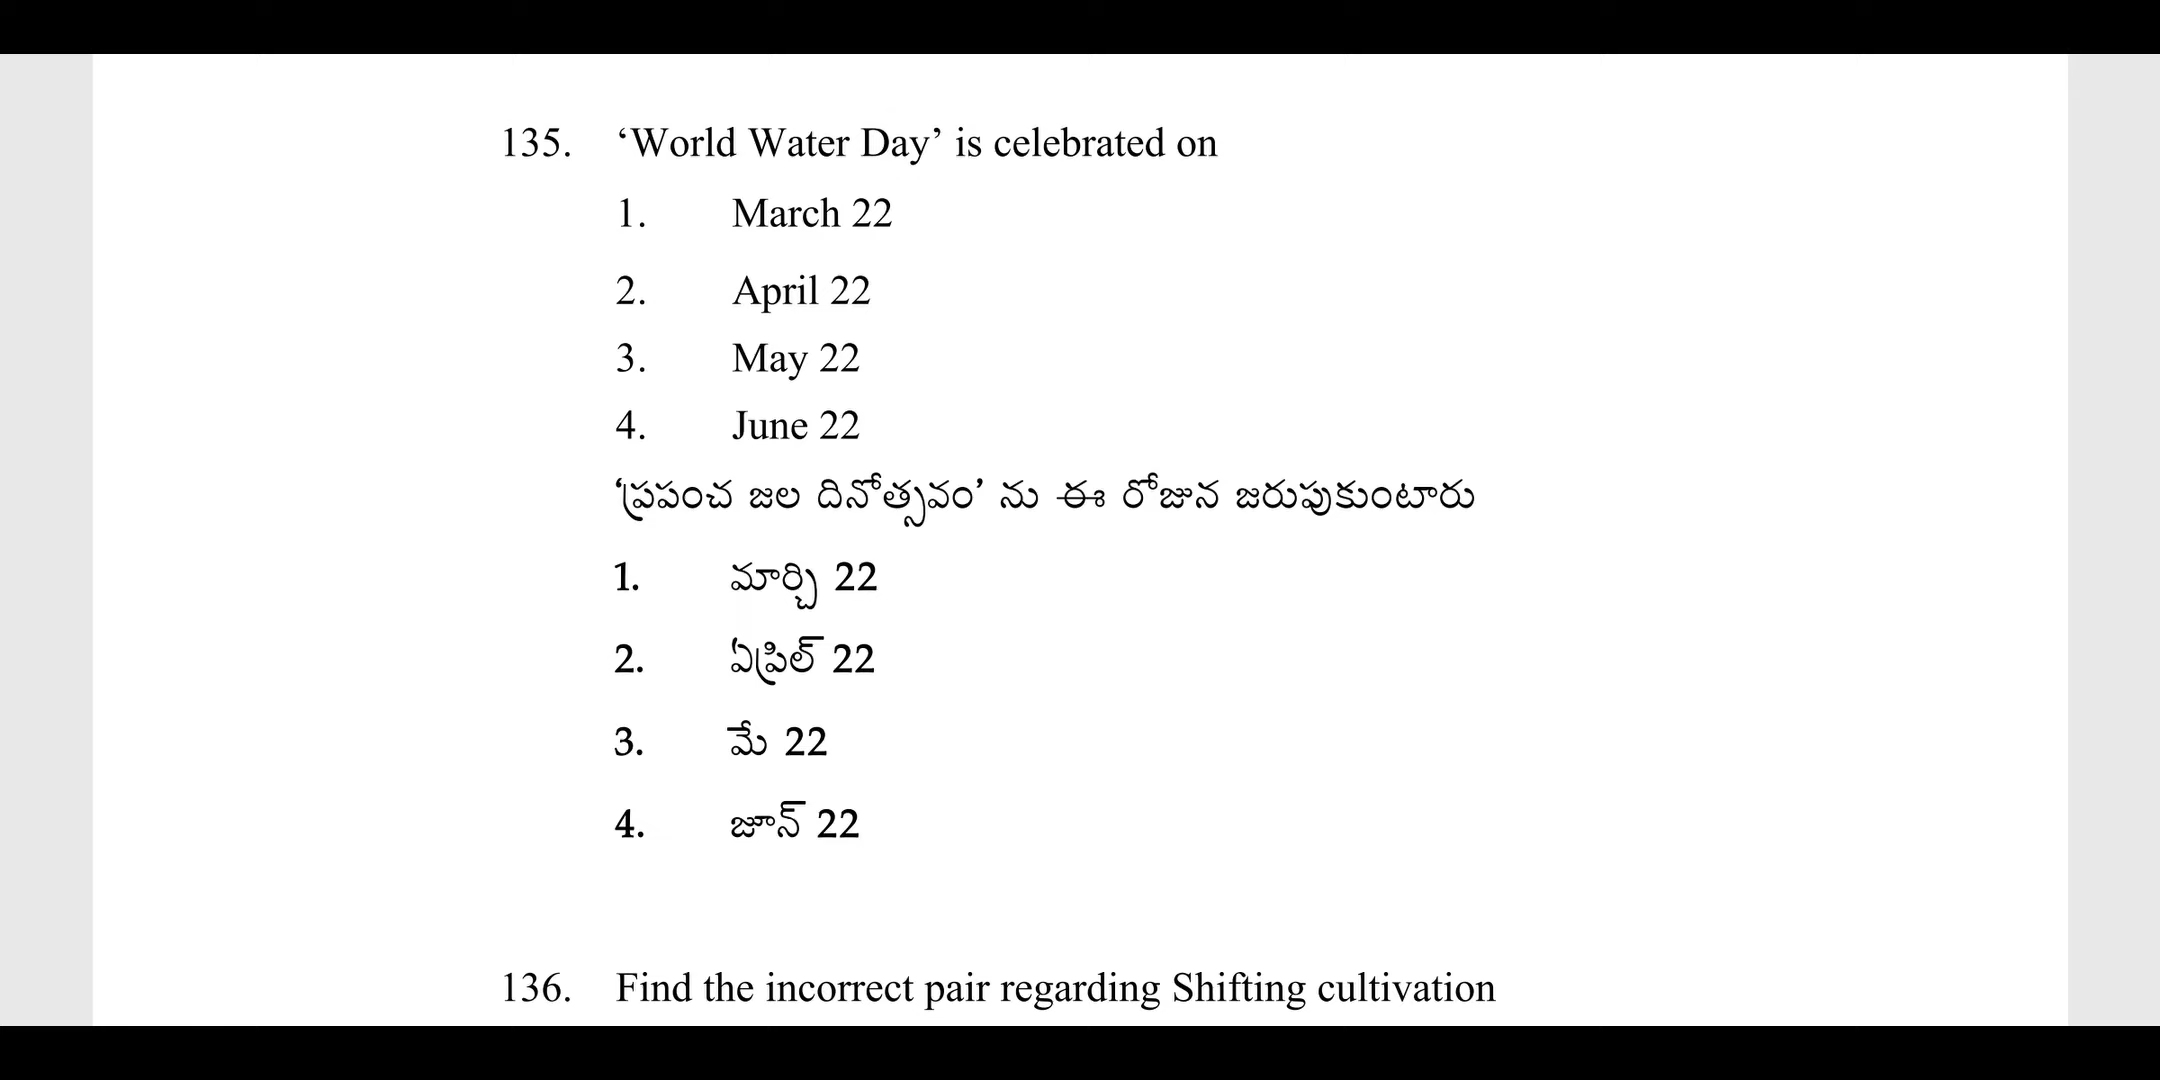 135. ‘World Water Day’ is celebrated on
1. March 22
2. April 22
3. May 22
4. June 22
‘ప్రపంచ జల దినోత్సవం’ ను ఈ రోజున జరుపుకుంటారు
1. మార్చి 22
2. ఏప్రిల్ 22
3. మే 22
4. జూన్ 22
136. Find the incorrect pair regarding Shifting cultivation